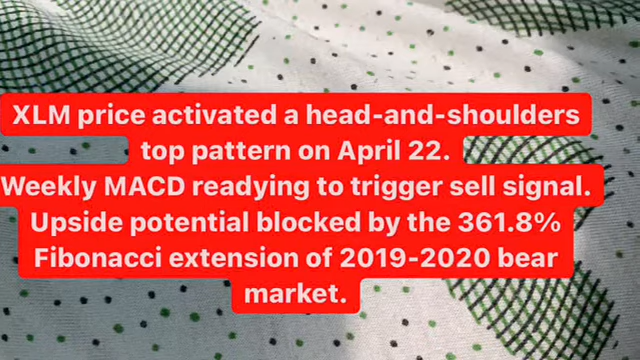 XLM price activated a head-and-shoulders
top pattern on April 22.
Weekly MACD readying to trigger sell signal.
Upside potential blocked by the 361.8%
Fibonacci extension of 2019-2020 bear
market.